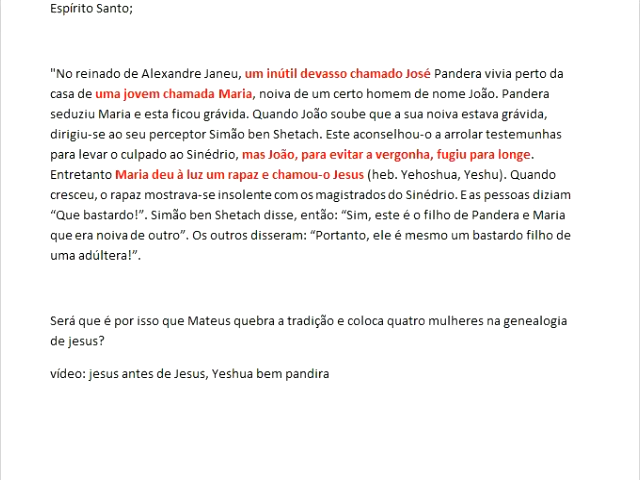 Espírito Santo;
"No reinado de Alexandre Janeu, um inútil devasso chamado José Pandera vivia perto da
casa de uma jovem chamada Maria, noiva de um certo homem de nome João. Pandera
seduziu Maria e esta ficou grávida. Quando João soube que a sua noiva estava grávida,
dirigiu-se ao seu perceptor Simão ben Shetach. Este aconselhou-o a arrolar testemunhas
para levar o culpado ao Sinédrio, mas João, para evitar a vergonha, fugiu para longe.
Entretanto Maria deu à luz um rapaz e chamou-o Jesus (heb. Yehoshua, Yeshu). Quando
cresceu, o rapaz mostrava-se insolente com os magistrados do Sinédrio. E as pessoas diziam
“Que bastardo!”. Simão ben Shetach disse, então: “Sim, este é o filho de Pandera e Maria
que era noiva de outro”. Os outros disseram: “Portanto, ele é mesmo um bastardo filho de
uma adúltera!”.
Será que é por isso que Mateus quebra a tradição e coloca quatro mulheres na genealogia
de jesus?
vídeo: jesus antes de Jesus, Yeshua bem pandira